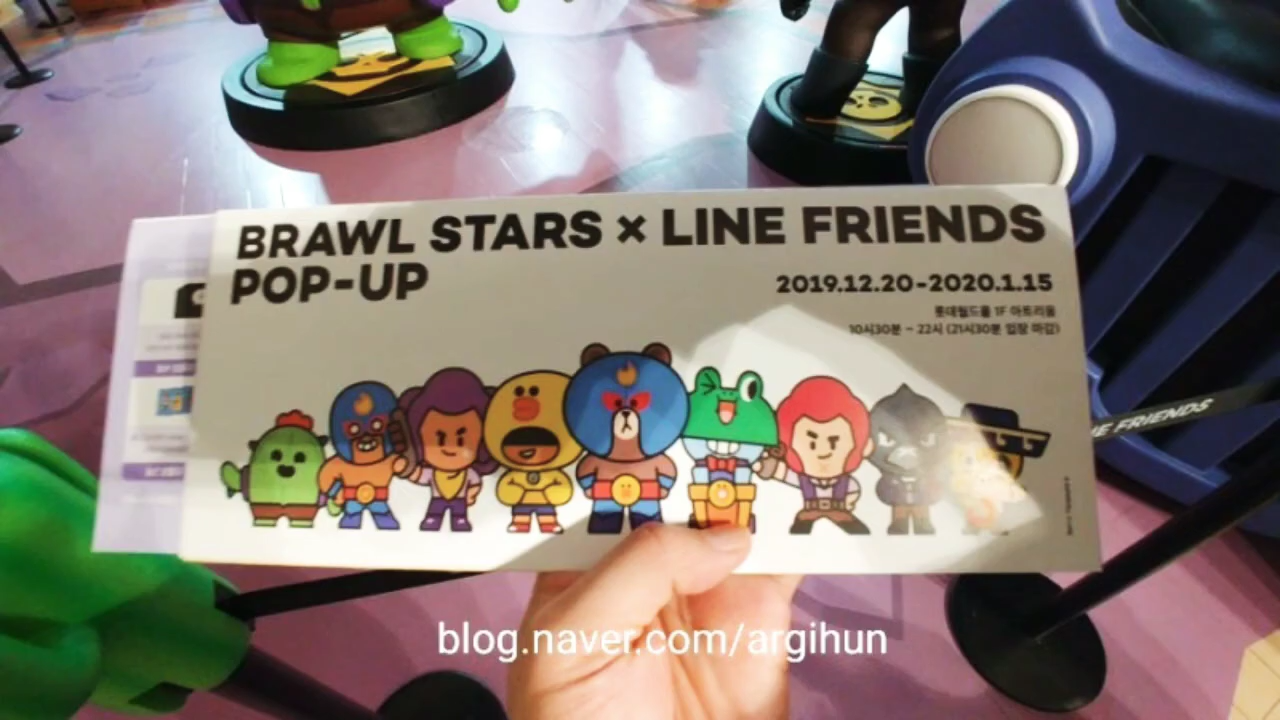 BRAWL STARS × LINE FRIENDS
POP-UP
2019.12.20-2020.1.15
롯데월드몰 1F 아트리움
10시30분 ~ 22시 (21시30분 입장 마감)
NE FRIENDS
blog.naver.com/argihun